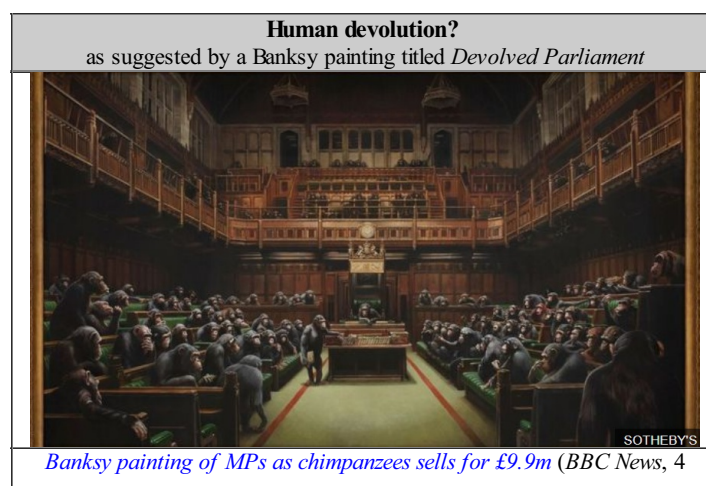 Human devolution?
as suggested by a Banksy painting titled Devolved Parliament
SOTHEBY'S
Banksy painting of MPs as chimpanzees sells for £9.9m (BBC News, 4